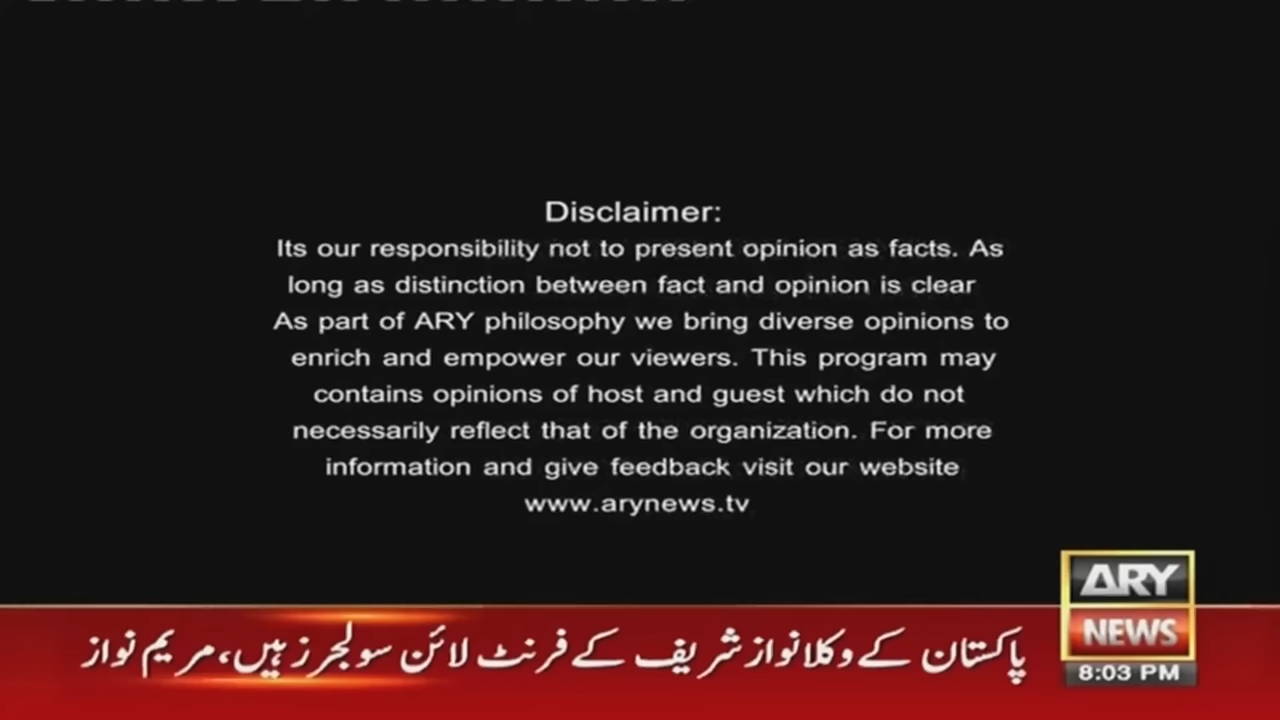 Disclaimer:
Its our responsibility not to present opinion as facts. As
long as distinction between fact and opinion is clear
As part of ARY philosophy we bring diverse opinions to
enrich and empower our viewers. This program may
contains opinions of host and guest which do not
necessarily reflect that of the organization. For more
information and give feedback visit our website
www.arynews.tv
ARY
NEWS
8:03 PM
پاکستان کے وکلا نواز شریف کے فرنٹ لائن سولجرز ہیں، مریم نواز